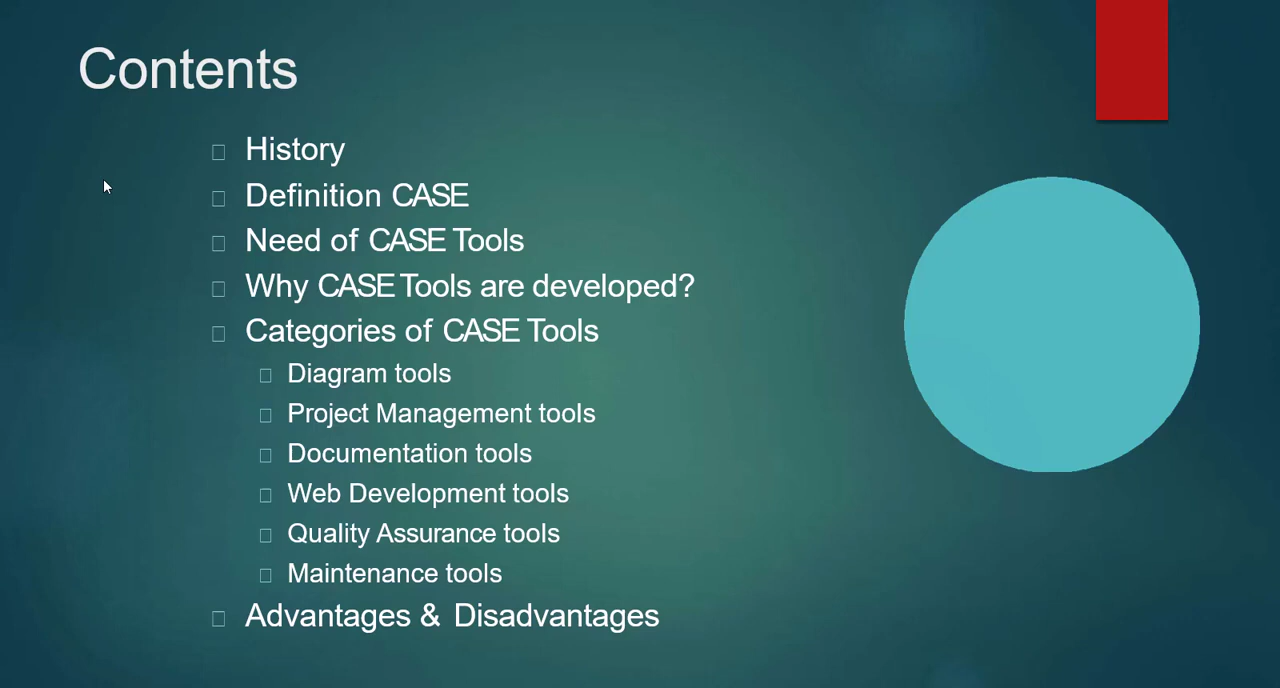 Contents
History
Definition CASE
Need of CASE Tools
Why CASE Tools are developed?
Categories of CASE Tools
Diagram tools
Project Management tools
Documentation tools
Web Development tools
Quality Assurance tools
Maintenance tools
Advantages & Disadvantages